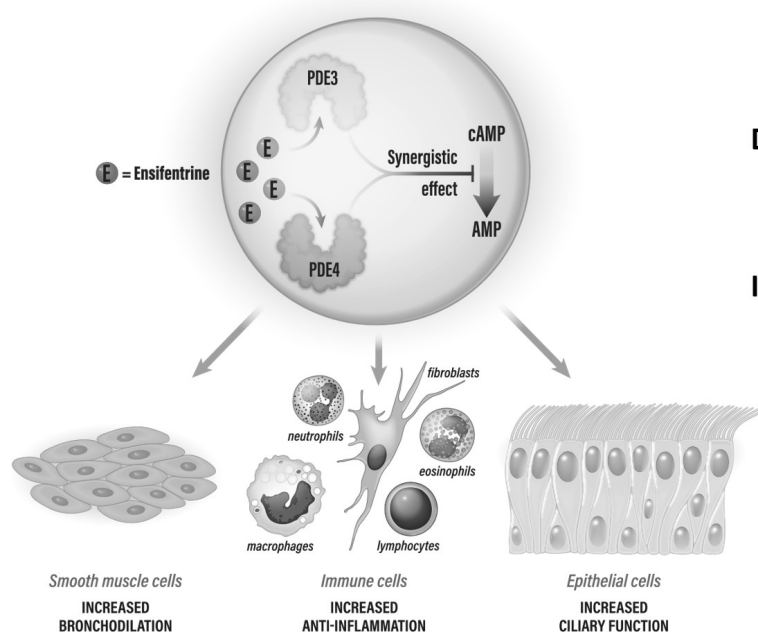 PDE3
E
E
E
E
E = Ensifentrine
cAMP
Synergistic
effect
AMP
PDE4
D
I
fibroblasts
neutrophils
eosinophils
macrophages
lymphocytes
Smooth muscle cells
INCREASED
BRONCHODILATION
Immune cells
INCREASED
ANTI-INFLAMMATION
Epithelial cells
INCREASED
CILIARY FUNCTION